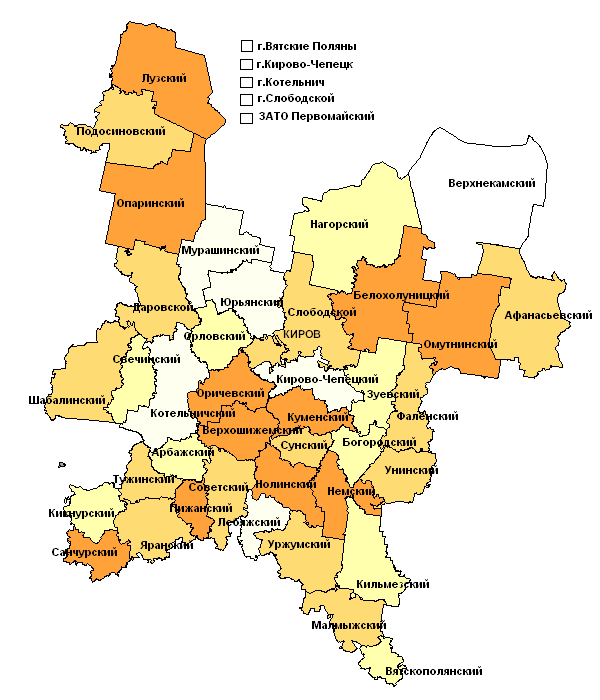 г.Вятские Поляны
г.Кирово-Чепецк
г.Котельнич
г.Слободской
ЗАТО Первомайский
Лузский
Подосиновский
Опаринский
Верхнекамский
Нагорский
Мурашинский
Юрьянский
Белохолуницкий
Даровской
Слободской
Афанасьевский
КИРОВ
Орловский
Омутнинский
Свечинский
Кирово-Чепецкий
Шабалинский
Оричевский
Зуевский
Котельничский
Куменский
Фаленский
Верхошижемский
Сунский
Богородский
Арбажский
Унинский
Тужинский
Советский
Нолинский
Немский
Кикнурский
Пижанский
Лебяжский
Санчурский
Яранский
Уржумский
Кильмезский
Малмыжский
Вятскополянский